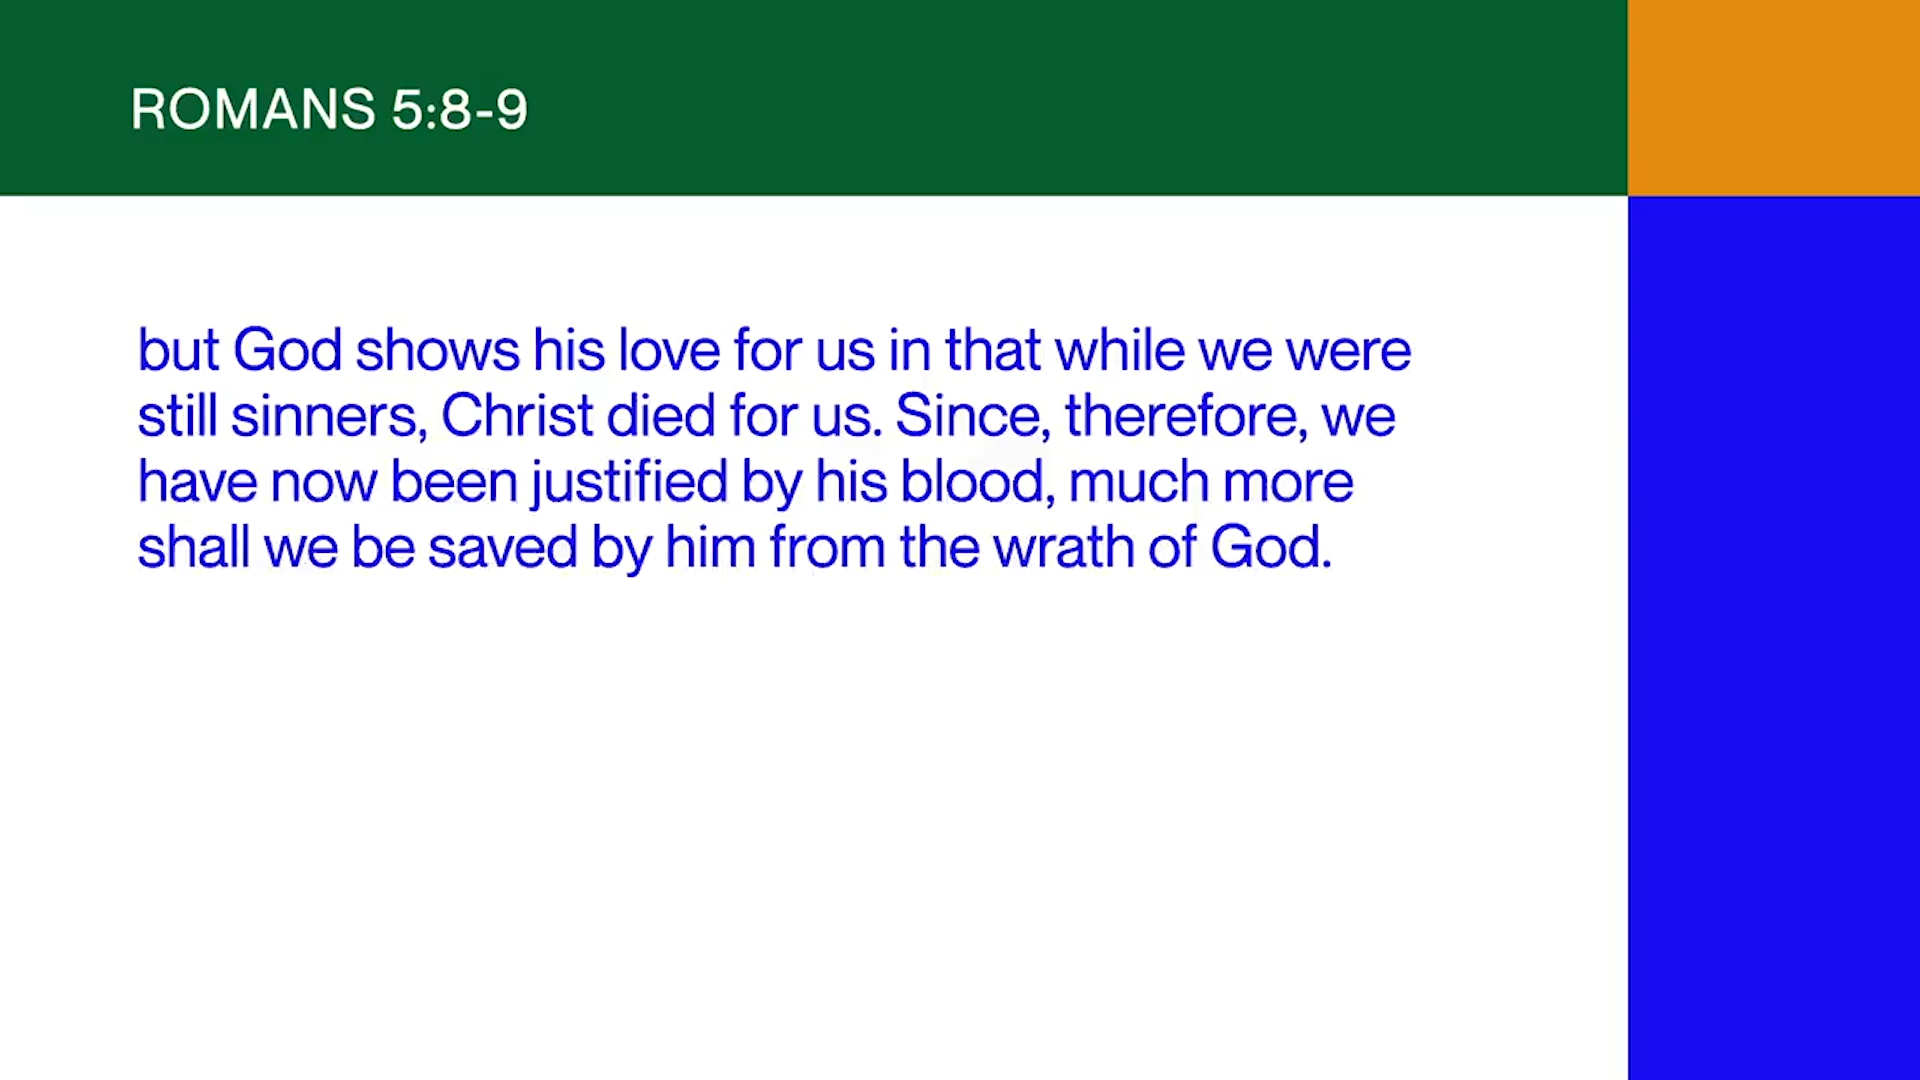 ROMANS 5:8-9
but God shows his love for us in that while we were
still sinners, Christ died for us. Since, therefore, we
have now been justified by his blood, much more
shall we be saved by him from the wrath of God.